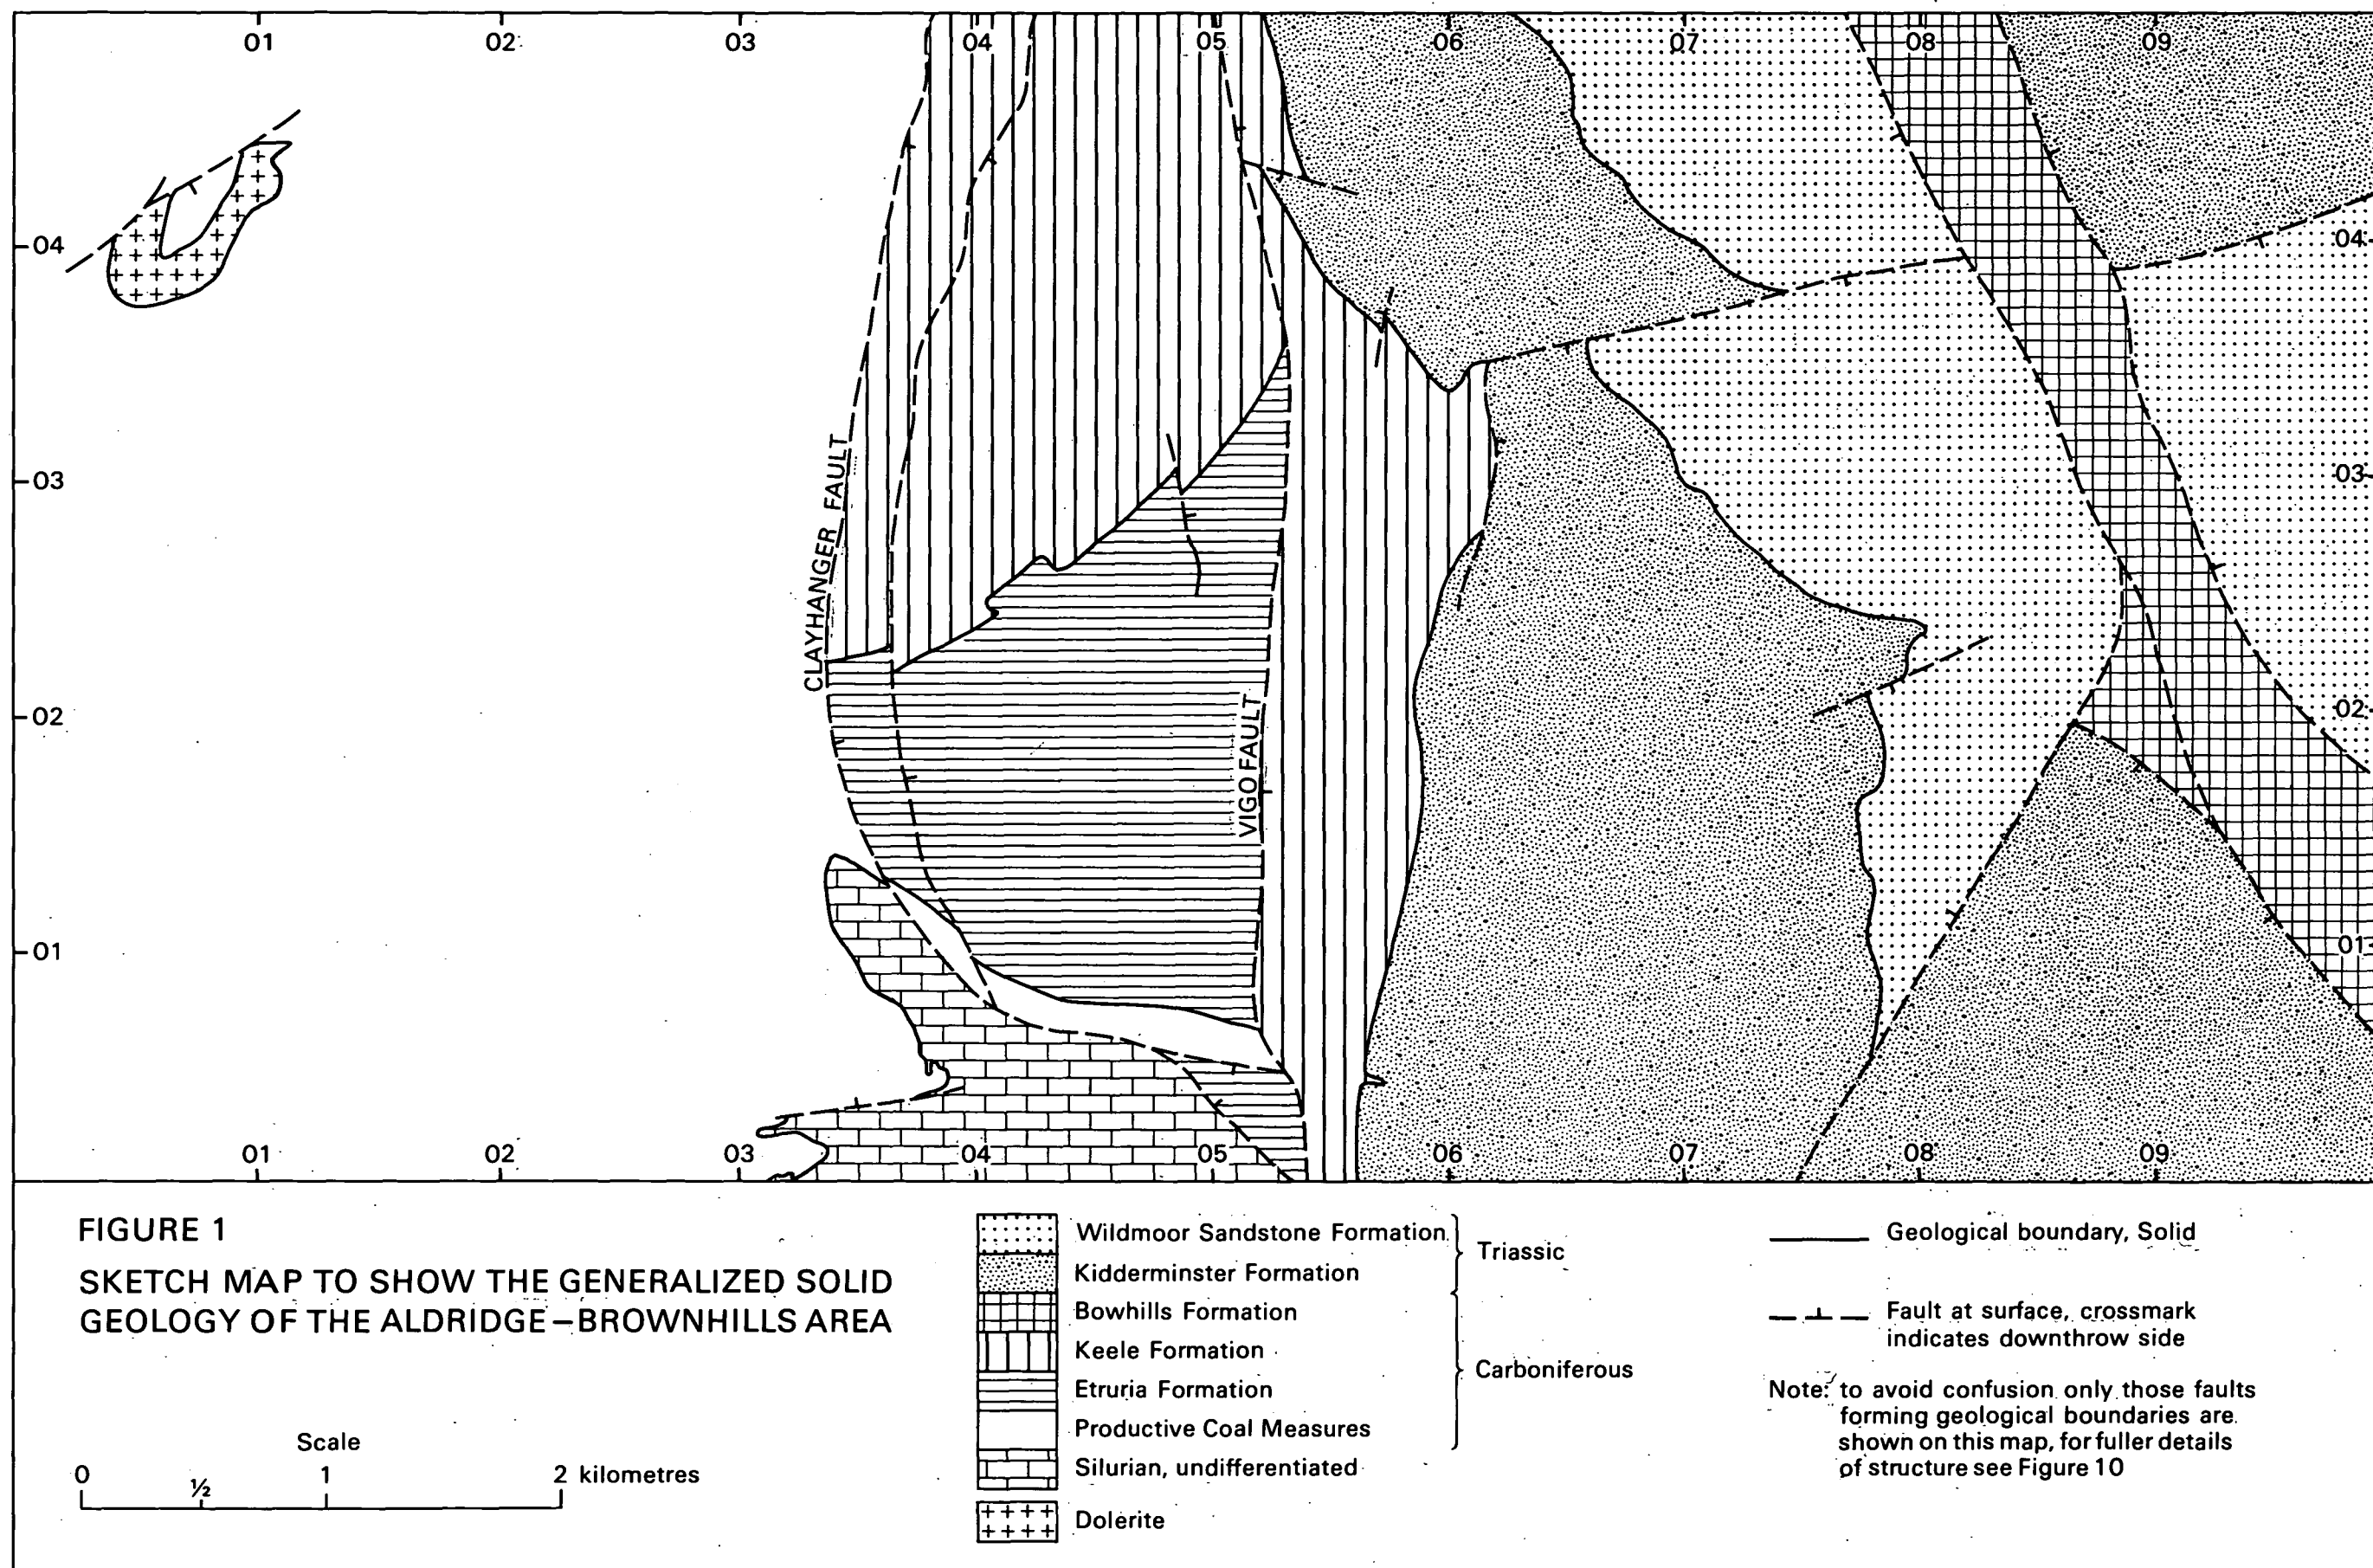 01 02 03 04 05 06 07 08 09
04 04
03 03
CLAYHANGER FAULT
02 02
VIGO FAULT
01 01
01 02 03 04 05 06 07 08 09
FIGURE 1
SKETCH MAP TO SHOW THE GENERALIZED SOLID
GEOLOGY OF THE ALDRIDGE–BROWNHILLS AREA
Scale
0 ½ 1 2 kilometres
Wildmoor Sandstone Formation
Kidderminster Formation
Triassic
Bowhills Formation
Keele Formation
Etruria Formation
Productive Coal Measures
Carboniferous
Silurian, undifferentiated
Dolerite
Geological boundary, Solid
Fault at surface, crossmark
indicates downthrow side
Note: to avoid confusion only those faults
forming geological boundaries are
shown on this map, for fuller details
of structure see Figure 10